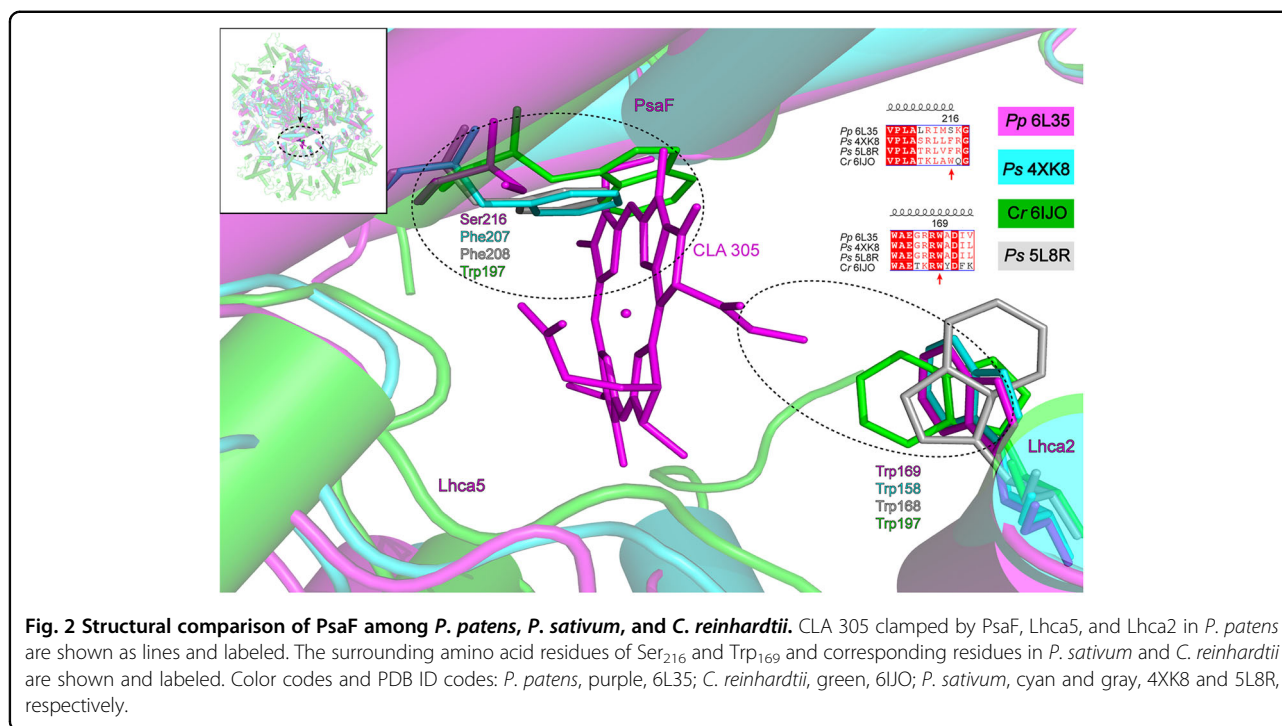 PsaF
Ser216
Phe207
Phe208
Trp197
CLA 305
Lhca5
216
Pp 6L35 VPLALRIMSKG
Ps 4XK8 VPLASRLLFRG
Ps 5L8R VPLATRLVFRG
Cr 6IJO VPLATKLAWQG
169
Pp 6L35 WAEGRRWADIV
Ps 4XK8 WAEGRRWADIL
Ps 5L8R WAEGRRWADIL
Cr 6IJO WAETKRWYDFK
Pp 6L35
Ps 4XK8
Cr 6IJO
Ps 5L8R
Lhca2
Trp169
Trp158
Trp168
Trp197
Fig. 2 Structural comparison of PsaF among P. patens, P. sativum, and C. reinhardtii. CLA 305 clamped by PsaF, Lhca5, and Lhca2 in P. patens
are shown as lines and labeled. The surrounding amino acid residues of Ser216 and Trp169 and corresponding residues in P. sativum and C. reinhardtii
are shown and labeled. Color codes and PDB ID codes: P. patens, purple, 6L35; C. reinhardtii, green, 6IJO; P. sativum, cyan and gray, 4XK8 and 5L8R,
respectively.